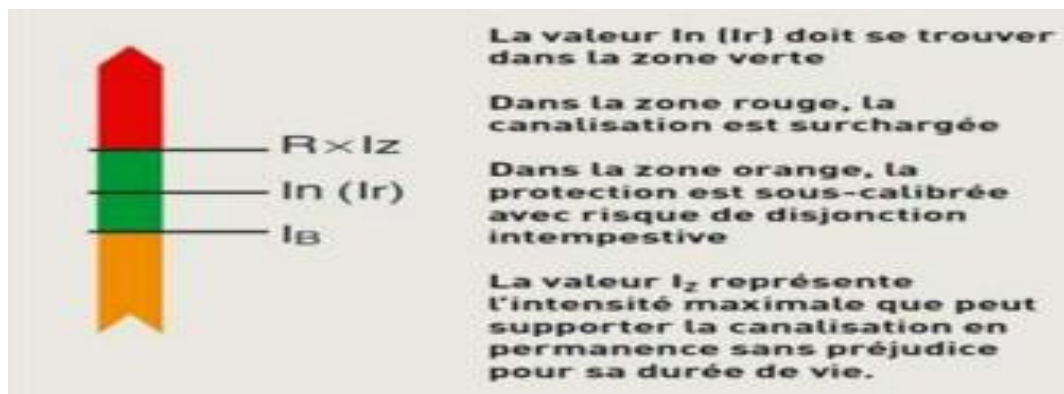 R×Iz
In (Ir)
IB
La valeur In (Ir) doit se trouver
dans la zone verte
Dans la zone rouge, la
canalisation est surchargée
Dans la zone orange, la
protection est sous-calibrée
avec risque de disjonction
intempestive
La valeur Iz représente
l'intensité maximale que peut
supporter la canalisation en
permanence sans préjudice
pour sa durée de vie.